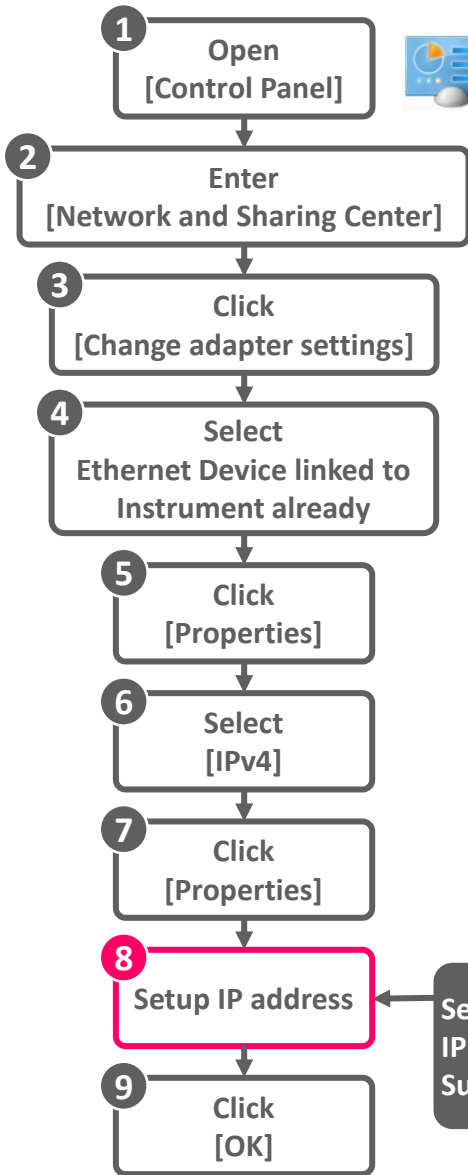 1
Open
[Control Panel]
2
Enter
[Network and Sharing Center]
3
Click
[Change adapter settings]
4
Select
Ethernet Device linked to
Instrument already
5
Click
[Properties]
6
Select
[IPv4]
7
Click
[Properties]
8
Setup IP address
Se
IP
Su
9
Click
[OK]